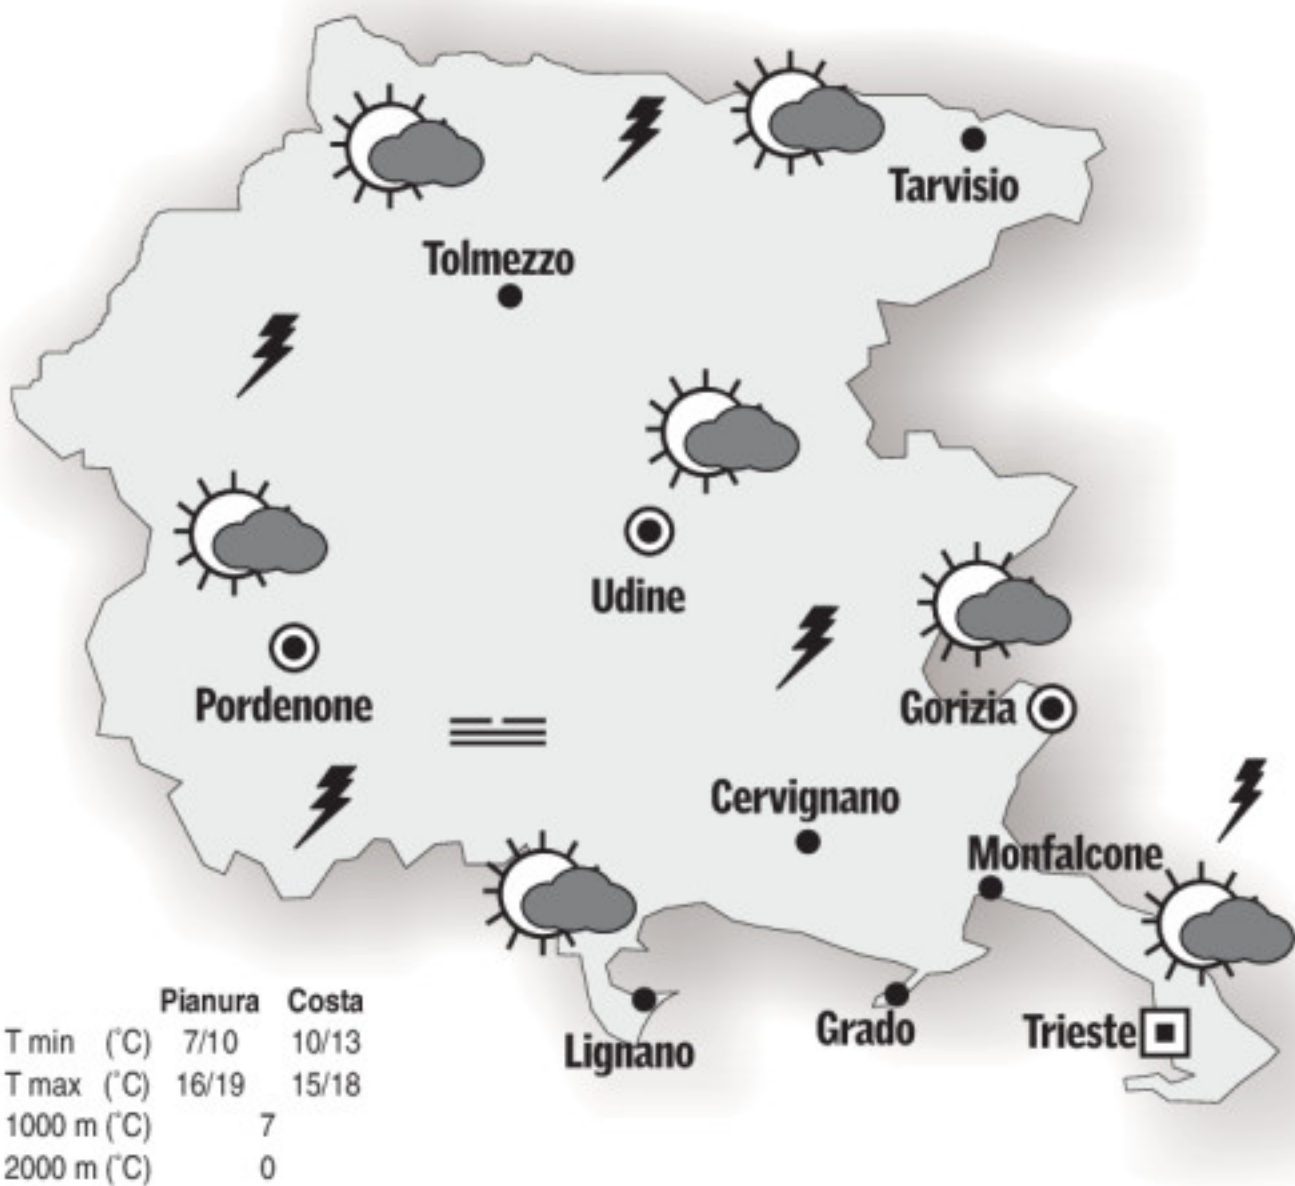 Tarvisio
Tolmezzo
Udine
Pordenone
Gorizia
Cervignano
Monfalcone
Lignano
Grado
Trieste
Pianura Costa
T min (°C) 7/10 10/13
T max (°C) 16/19 15/18
1000 m (°C) 7
2000 m (°C) 0